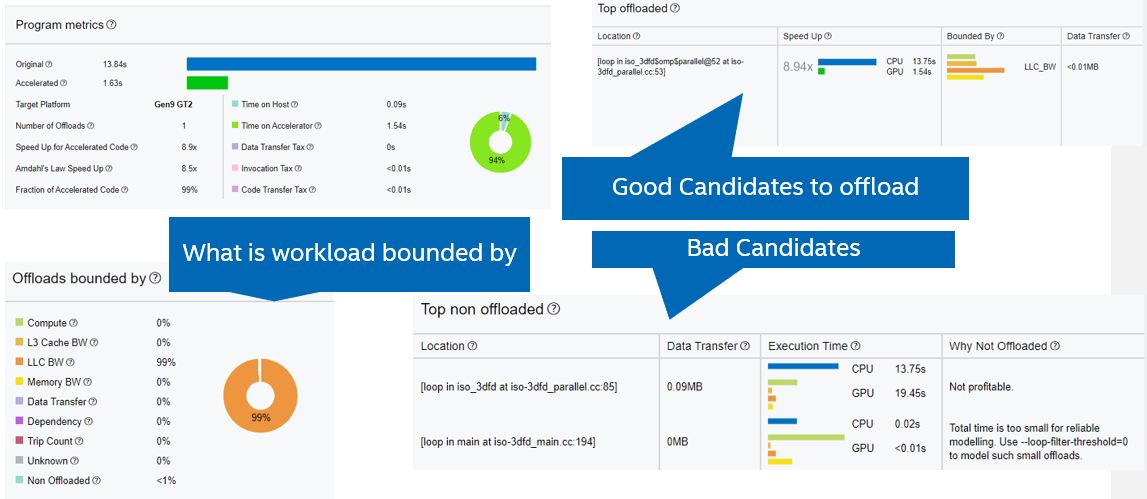 Program metrics ?
Original ? 13.84s
Accelerated ? 1.63s
Target Platform Gen9 GT2
Number of Offloads ? 1
Speed Up for Accelerated Code ? 8.9x
Amdahl's Law Speed Up ? 8.5x
Fraction of Accelerated Code ? 99%
Time on Host ? 0.09s
Time on Accelerator ? 1.54s
Data Transfer Tax ? 0s
Invocation Tax ? <0.01s
Code Transfer Tax ? <0.01s
6%
94%
Top offloaded ?
Location ? Speed Up ? Bounded By ? Data Transfer ?
[loop in iso_3dfd$omp$parallel@52 at iso-
3dfd_parallel.cc:53]
8.94x
CPU 13.75s
GPU 1.54s
LLC_BW
<0.01MB
Good Candidates to offload
What is workload bounded by
Bad Candidates
Offloads bounded by ?
Compute ? 0%
L3 Cache BW ? 0%
LLC BW ? 99%
Memory BW ? 0%
Data Transfer ? 0%
Dependency ? 0%
Trip Count ? 0%
Unknown ? 0%
Non Offloaded ? <1%
99%
Top non offloaded ?
Location ? Data Transfer ? Execution Time ? Why Not Offloaded ?
[loop in iso_3dfd at iso-3dfd_parallel.cc:85]
0.09MB
CPU 13.75s
GPU 19.45s
Not profitable.
[loop in main at iso-3dfd_main.cc:194]
0MB
CPU 0.02s
GPU <0.01s
Total time is too small for reliable
modelling. Use --loop-filter-threshold=0
to model such small offloads.